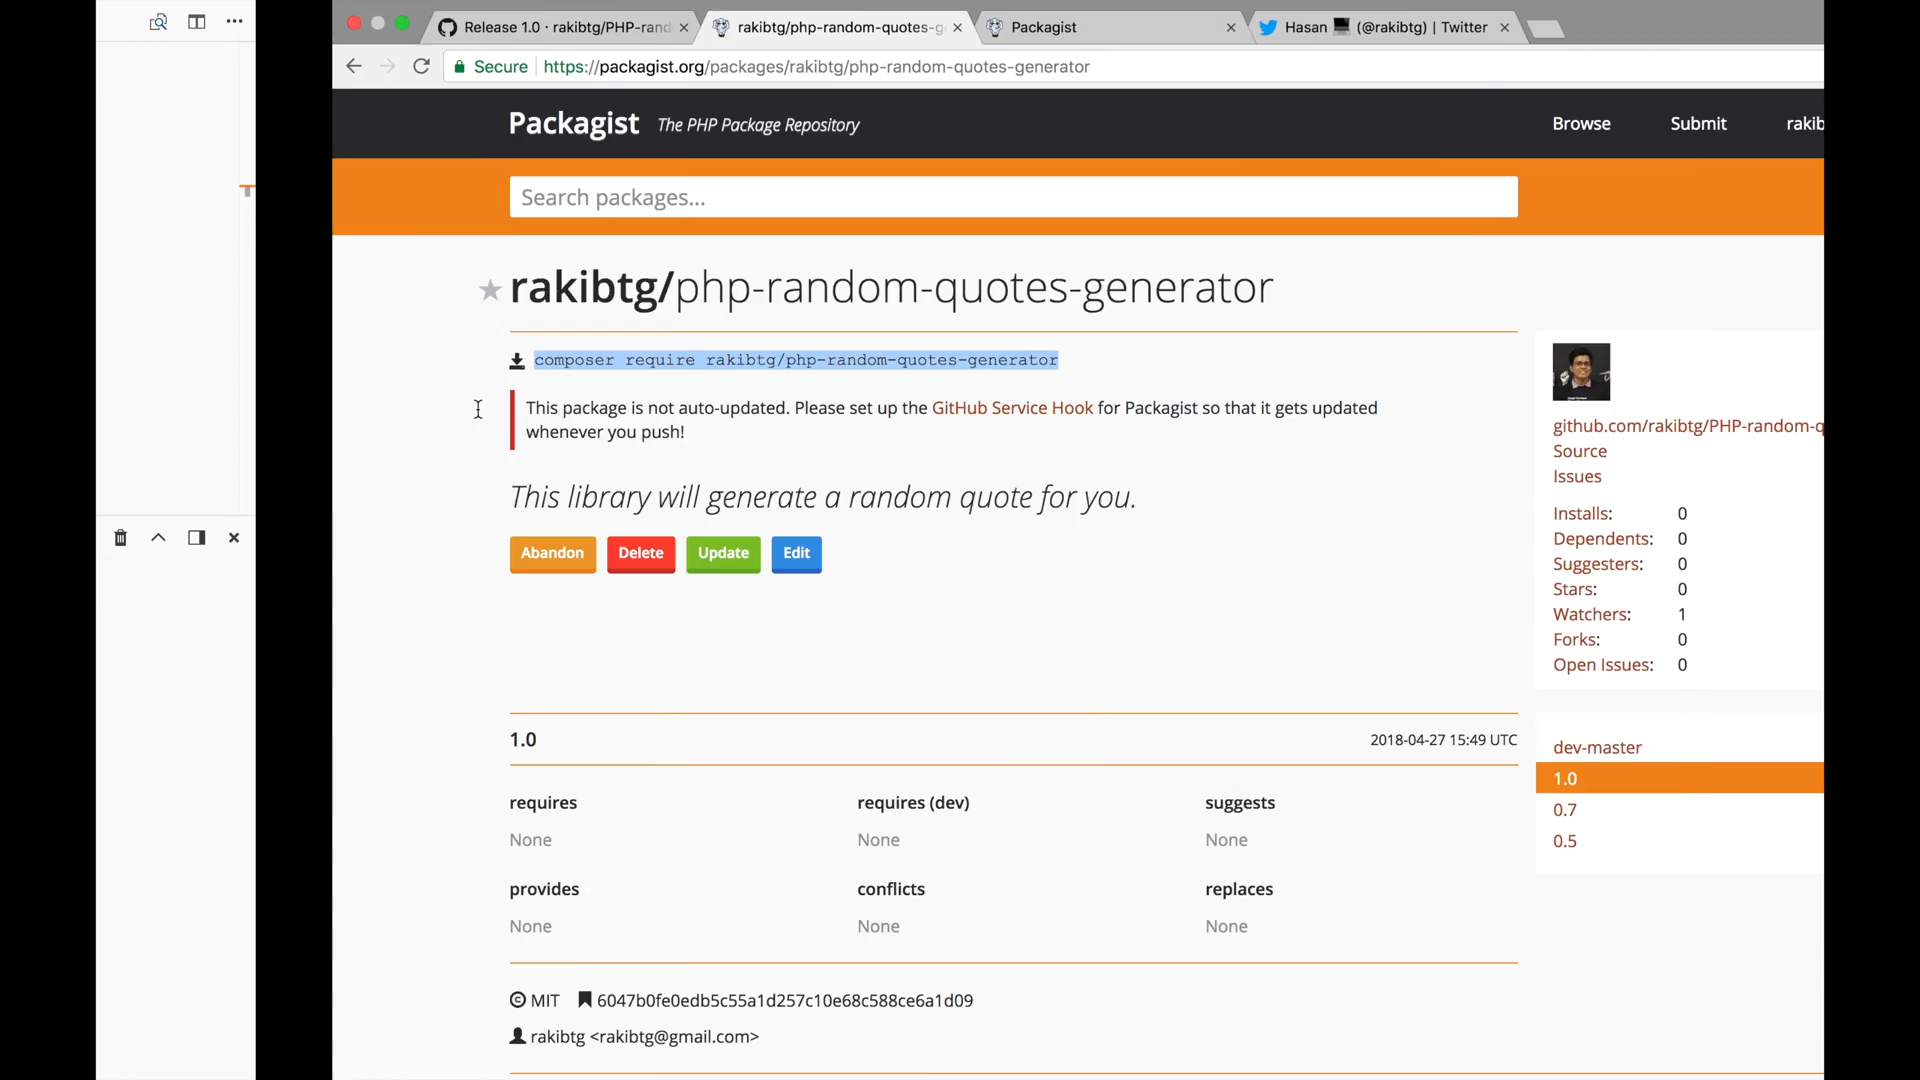 Release 1.0 · rakibtg/PHP-rand
rakibtg/php-random-quotes-g
Packagist
Hasan (@rakibtg) | Twitter
Secure https://packagist.org/packages/rakibtg/php-random-quotes-generator
Packagist The PHP Package Repository
Browse
Submit
rakib
Search packages...
rakibtg/php-random-quotes-generator
composer require rakibtg/php-random-quotes-generator
This package is not auto-updated. Please set up the GitHub Service Hook for Packagist so that it gets updated
whenever you push!
This library will generate a random quote for you.
Abandon
Delete
Update
Edit
github.com/rakibtg/PHP-random-q
Source
Issues
Installs: 0
Dependents: 0
Suggesters: 0
Stars: 0
Watchers: 1
Forks: 0
Open Issues: 0
1.0
2018-04-27 15:49 UTC
dev-master
1.0
0.7
0.5
requires
requires (dev)
suggests
None
None
None
provides
conflicts
replaces
None
None
None
MIT 6047b0fe0edb5c55a1d257c10e68c588ce6a1d09
rakibtg <rakibtg@gmail.com>